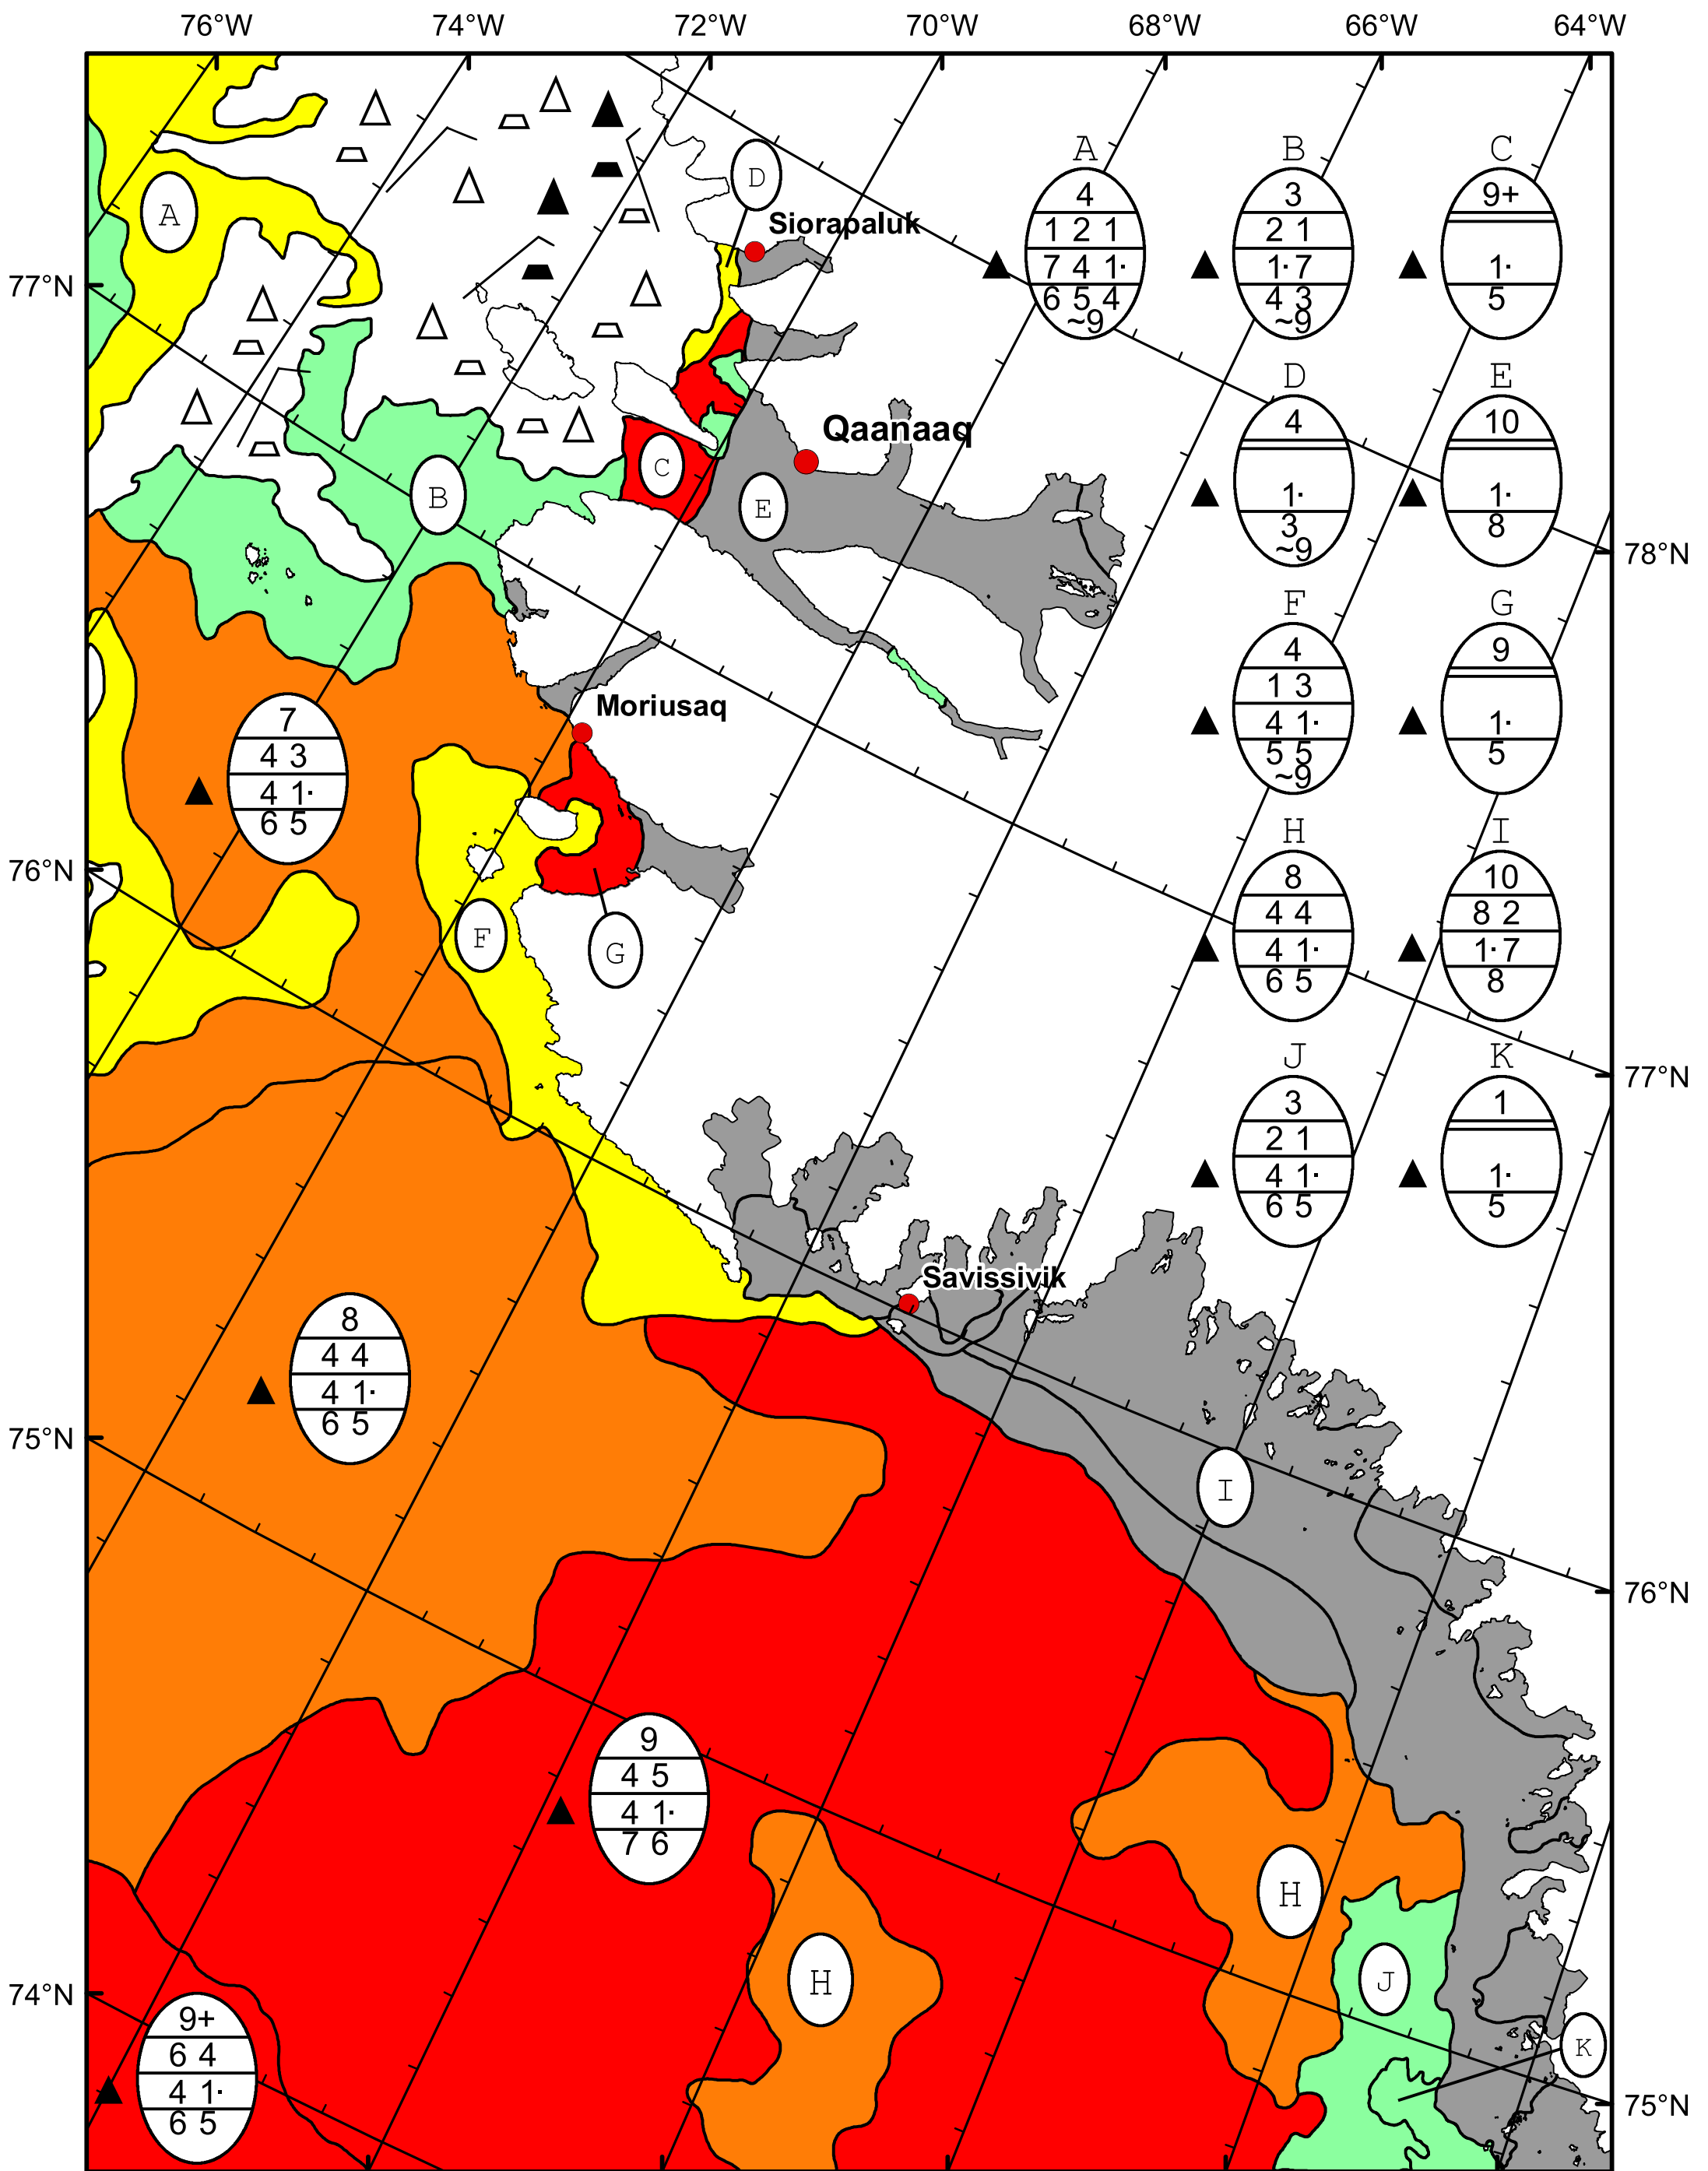 76°W 74°W 72°W 70°W 68°W 66°W 64°W
A B C
4 3 9+
1 2 1 2 1
7 4 1· 1·7 1·
6 5 4 4 3 5
~9 ~9
D
A
Siorapaluk
77°N
D E
4 10
1· 1·
3 8
~9
Qaanaaq
B
C
E
78°N
F G
4 9
1 3
4 1· 1·
5 5 5
~9
Moriusaq
7
4 3
4 1·
6 5
76°N
H I
8 10
4 4 8 2
4 1· 1·7
6 5 8
F
G
J K
3 1
2 1
4 1· 1·
6 5 5
77°N
Savissivik
8
4 4
4 1·
6 5
75°N
I
76°N
9
4 5
4 1·
7 6
H
H
J
74°N
9+
6 4
4 1·
6 5
K
75°N